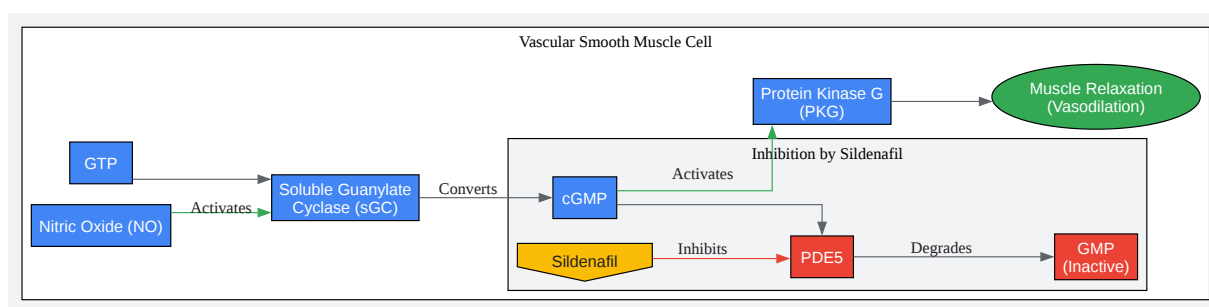 Vascular Smooth Muscle Cell
Protein Kinase G
(PKG)
Muscle Relaxation
(Vasodilation)
Inhibition by Sildenafil
GTP
Activates
Soluble Guanylate
Cyclase (sGC)
Converts
cGMP
Nitric Oxide (NO)
Activates
Sildenafil
Inhibits
PDE5
Degrades
GMP
(Inactive)